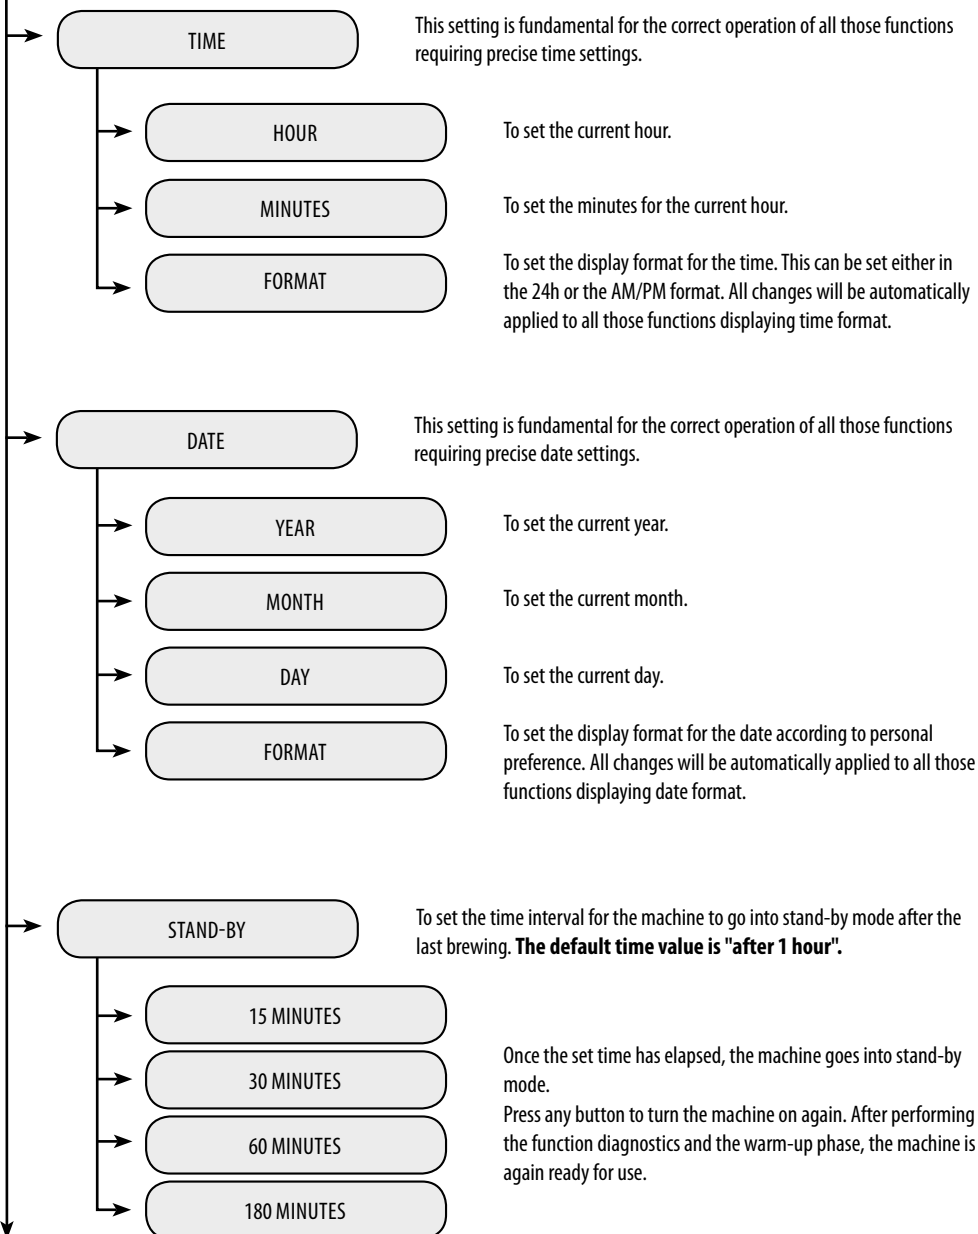 TIME
This setting is fundamental for the correct operation of all those functions
requiring precise time settings.
HOUR
To set the current hour.
MINUTES
To set the minutes for the current hour.
FORMAT
To set the display format for the time. This can be set either in
the 24h or the AM/PM format. All changes will be automatically
applied to all those functions displaying time format.
DATE
This setting is fundamental for the correct operation of all those functions
requiring precise date settings.
YEAR
To set the current year.
MONTH
To set the current month.
DAY
To set the current day.
FORMAT
To set the display format for the date according to personal
preference. All changes will be automatically applied to all those
functions displaying date format.
STAND-BY
To set the time interval for the machine to go into stand-by mode after the
last brewing. The default time value is "after 1 hour".
15 MINUTES
30 MINUTES
60 MINUTES
180 MINUTES
Once the set time has elapsed, the machine goes into stand-by
mode.
Press any button to turn the machine on again. After performing
the function diagnostics and the warm-up phase, the machine is
again ready for use.